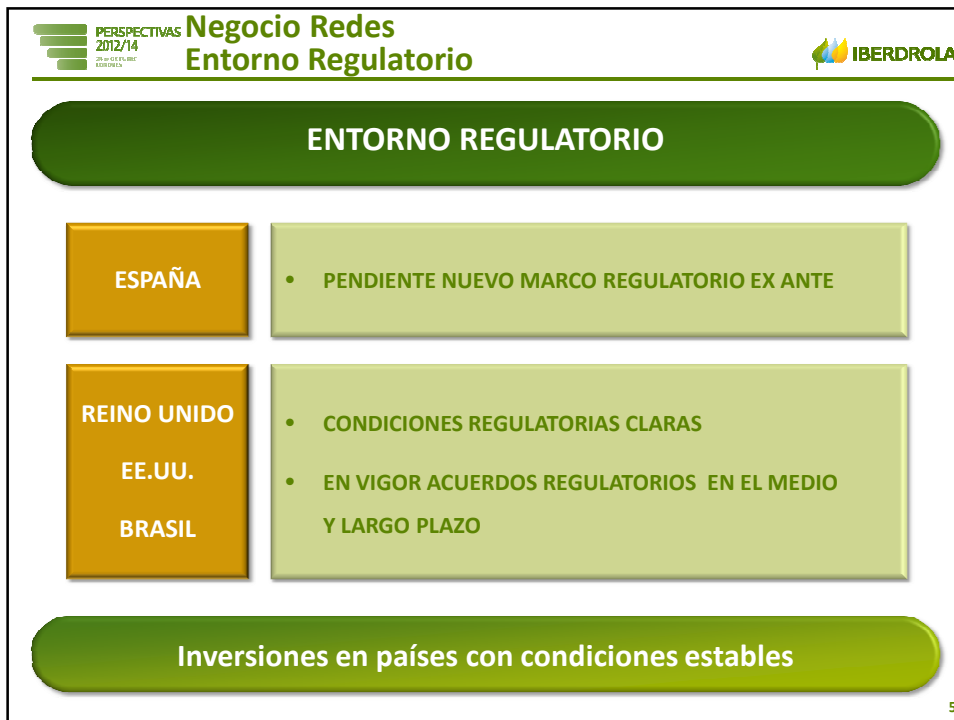 PERSPECTIVAS
2012/14
Negocio Redes
Entorno Regulatorio
IBERDROLA
ENTORNO REGULATORIO
ESPAÑA
• PENDIENTE NUEVO MARCO REGULATORIO EX ANTE
REINO UNIDO
EE.UU.
BRASIL
• CONDICIONES REGULATORIAS CLARAS
• EN VIGOR ACUERDOS REGULATORIOS EN EL MEDIO
Y LARGO PLAZO
Inversiones en países con condiciones estables
5